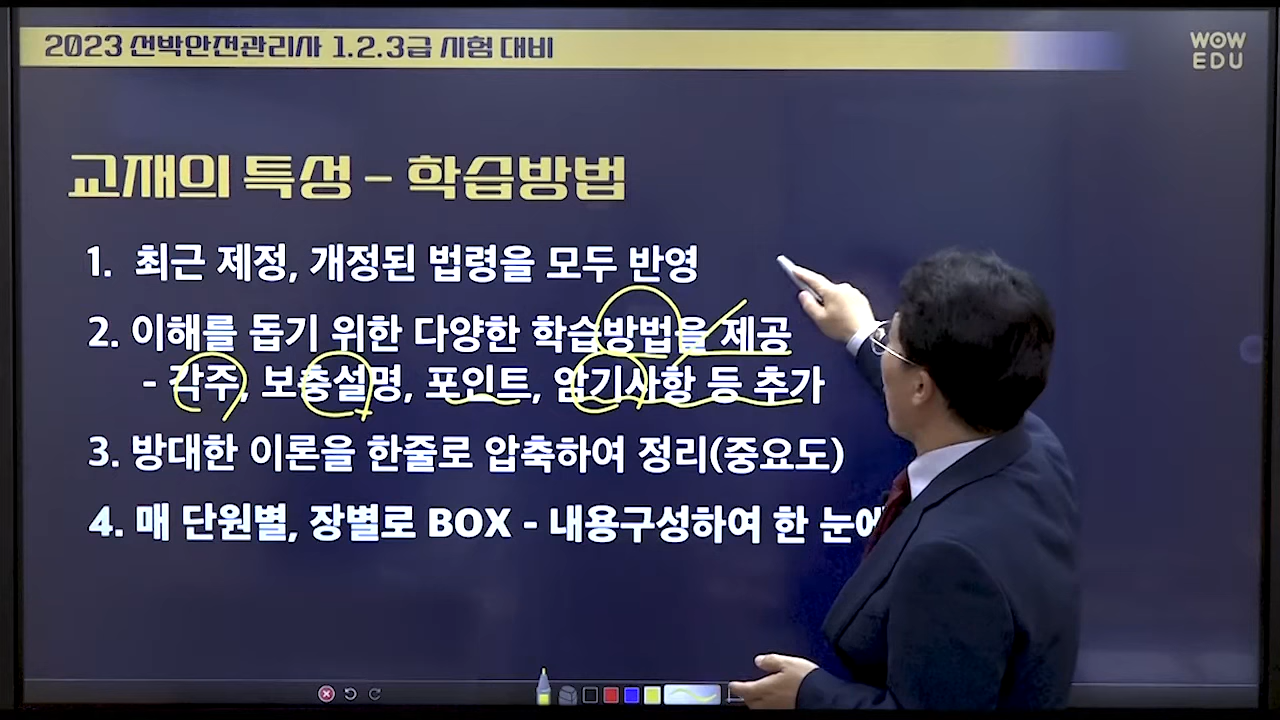 2023 선박안전관리사 1.2.3급 시험 대비
WOW
EDU
교재의 특성 - 학습방법
1. 최근 제정, 개정된 법령을 모두 반영
2. 이해를 돕기 위한 다양한 학습방법을 제공
- 각주, 보충설명, 포인트, 암기사항 등 추가
3. 방대한 이론을 한줄로 압축하여 정리(중요도)
4. 매 단원별, 장별로 BOX - 내용구성하여 한 눈에